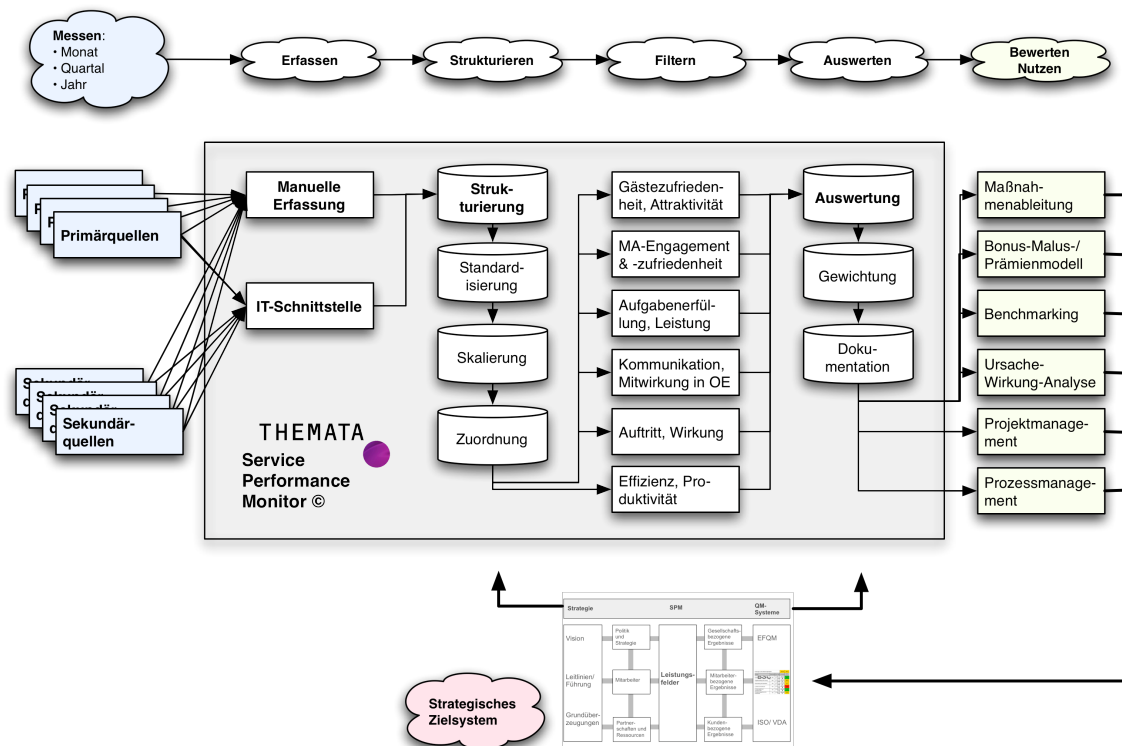 Messen:
• Monat
• Quartal
• Jahr
Erfassen
Strukturieren
Filtern
Auswerten
Bewerten
Nutzen
Primärquellen
Sekundär-
quellen
Manuelle
Erfassung
IT-Schnittstelle
THEMATA
Service
Performance
Monitor ©
Struk-
turierung
Standard-
isierung
Skalierung
Zuordnung
Gästezufrieden-
heit, Attraktivität
MA-Engagement
& -zufriedenheit
Aufgabenerfül-
lung, Leistung
Kommunikation,
Mitwirkung in OE
Auftritt, Wirkung
Effizienz, Pro-
duktivität
Auswertung
Gewichtung
Doku-
mentation
Maßnah-
menableitung
Bonus-Malus-/
Prämienmodell
Benchmarking
Ursache-
Wirkung-Analyse
Projektmanage-
ment
Prozessmanage-
ment
Strategisches
Zielsystem
Strategie
SPM
QM-
Systeme
Vision
Leitlinien/
Führung
Grundüber-
zeugungen
Politik
und
Strategie
Mitarbeiter
Partner-
schaften und
Ressourcen
Leistungs-
felder
Gesellschafts-
bezogene
Ergebnisse
Mitarbeiter-
bezogene
Ergebnisse
Kunden-
bezogene
Ergebnisse
EFQM
ISO/ VDA